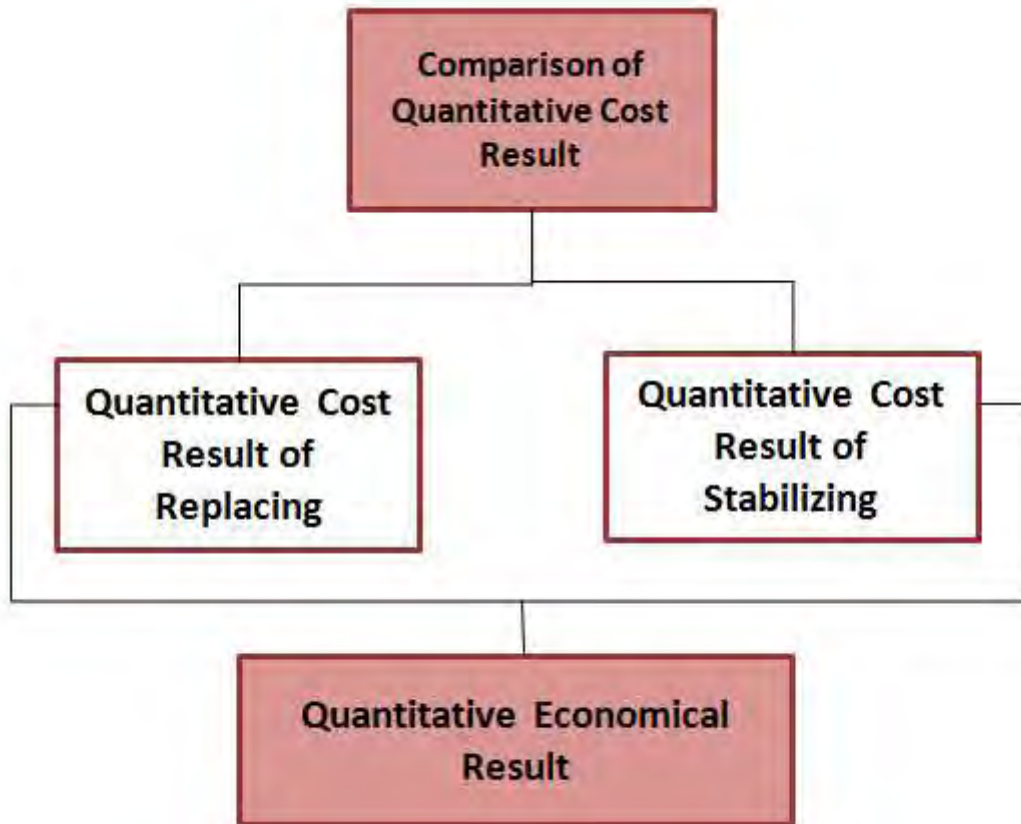 Comparison of
Quantitative Cost
Result
Quantitative Cost
Result of
Replacing
Quantitative Cost
Result of
Stabilizing
Quantitative Economical
Result